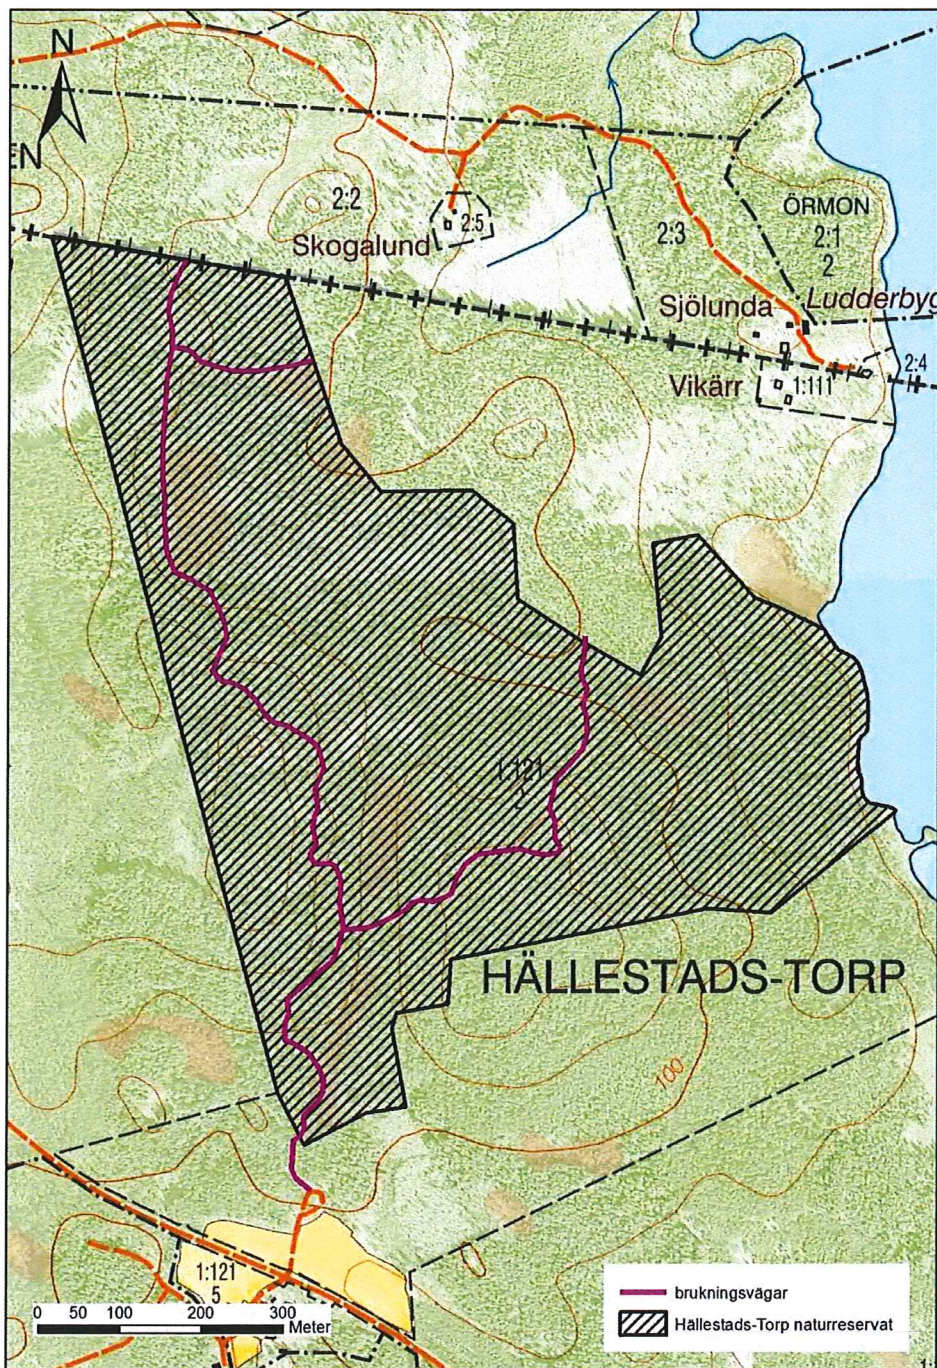 N
EN
2:2
2:5
Skogalund
2:3
ÖRMON
2:1
2
Sjölunda
Ludderbyg
2:4
Vikärr
1:111
1:121
2
HÄLLESTADS-TORP
100
1:121
5
0 50 100 200 300
Meter
brukningsvägar
Hällestads-Torp naturreservat